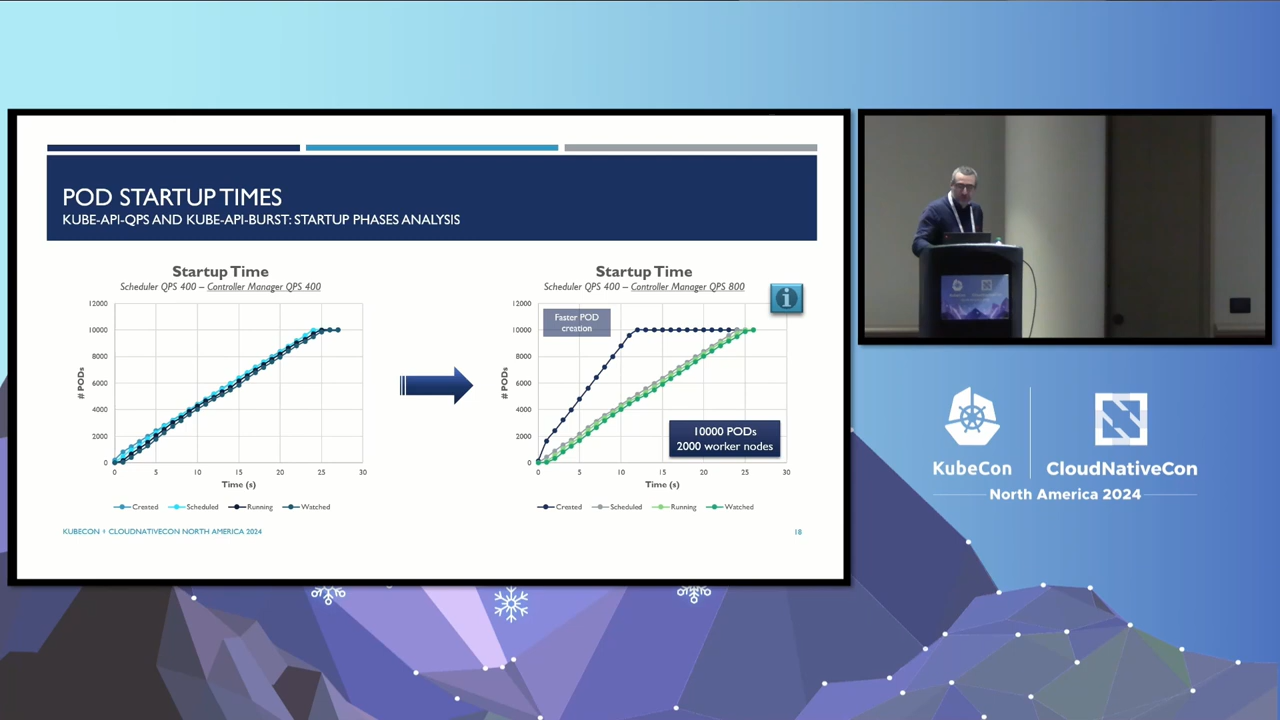 POD STARTUP TIMES
KUBE-API-QPS AND KUBE-API-BURST: STARTUP PHASES ANALYSIS
Startup Time
Scheduler QPS 400 – Controller Manager QPS 400
12000
10000
8000
6000
4000
2000
0
# PODs
0 5 10 15 20 25 30
Time (s)
Created Scheduled Running Watched
Startup Time
Scheduler QPS 400 – Controller Manager QPS 800
i
12000
10000
8000
6000
4000
2000
0
# PODs
Faster POD
creation
10000 PODs
2000 worker nodes
0 5 10 15 20 25 30
Time (s)
Created Scheduled Running Watched
KUBECON + CLOUDNATIVECON NORTH AMERICA 2024
18
KubeCon
CloudNativeCon
North America 2024